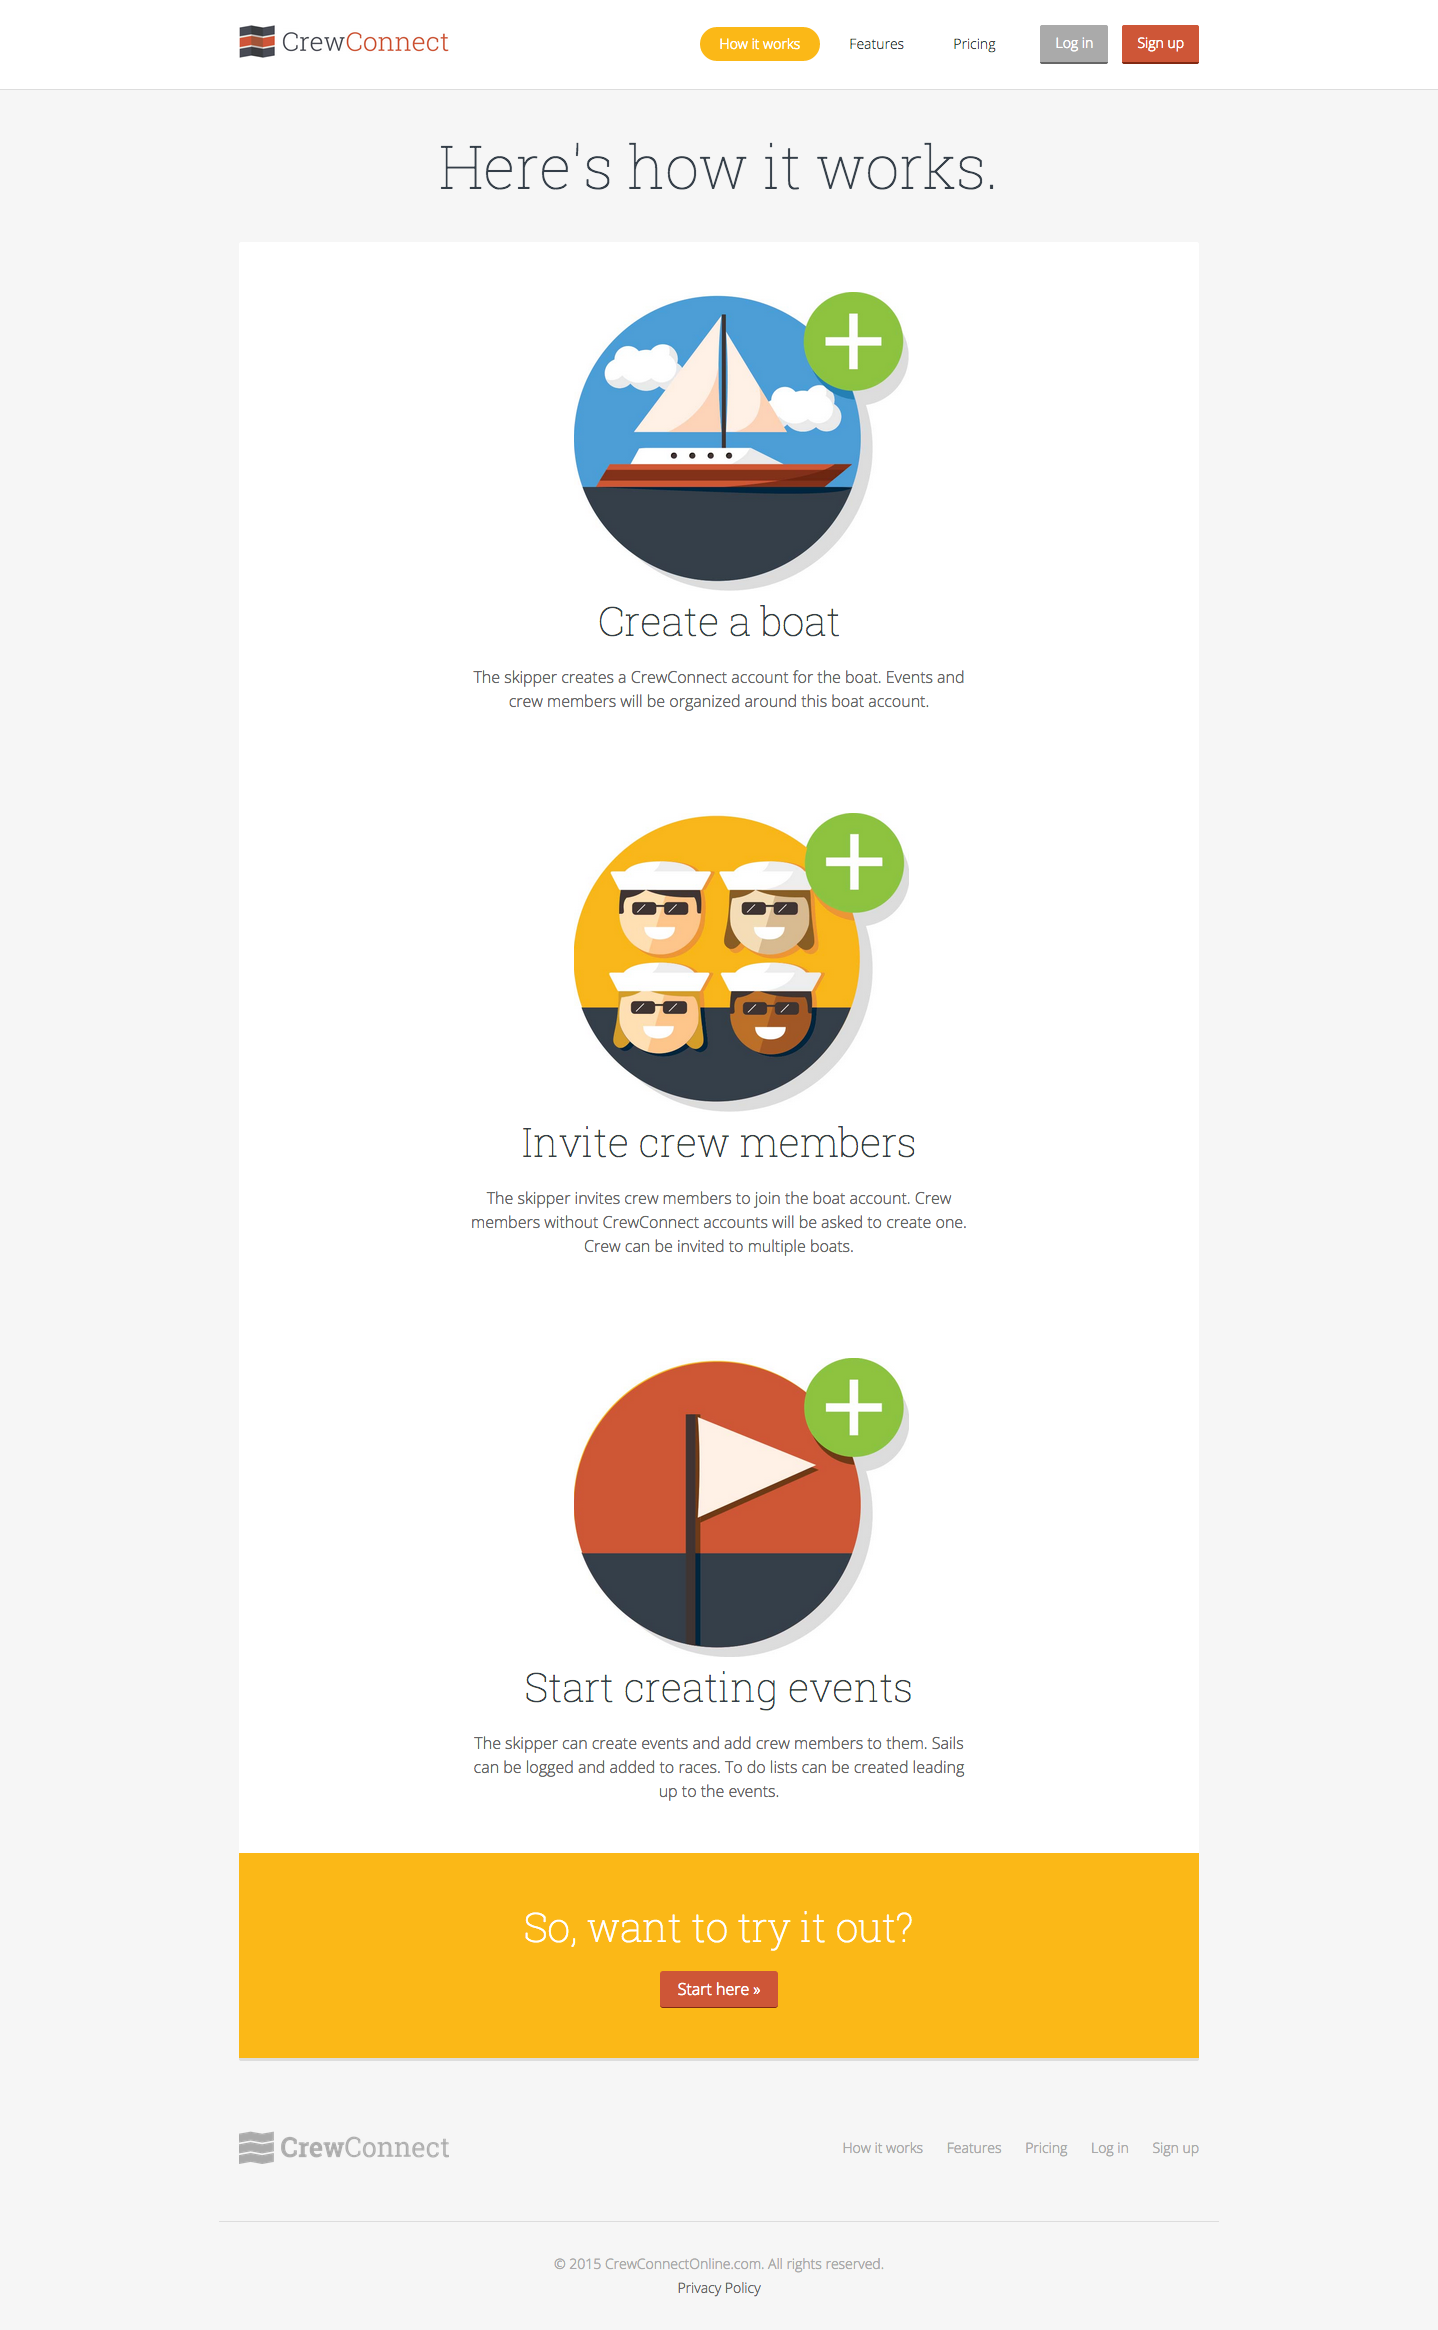 CrewConnect
How it works
Features
Pricing
Log in
Sign up
Here's how it works.
Create a boat
The skipper creates a CrewConnect account for the boat. Events and
crew members will be organized around this boat account.
Invite crew members
The skipper invites crew members to join the boat account. Crew
members without CrewConnect accounts will be asked to create one.
Crew can be invited to multiple boats.
Start creating events
The skipper can create events and add crew members to them. Sails
can be logged and added to races. To do lists can be created leading
up to the events.
So, want to try it out?
Start here »
CrewConnect
How it works
Features
Pricing
Log in
Sign up
© 2015 CrewConnectOnline.com. All rights reserved.
Privacy Policy